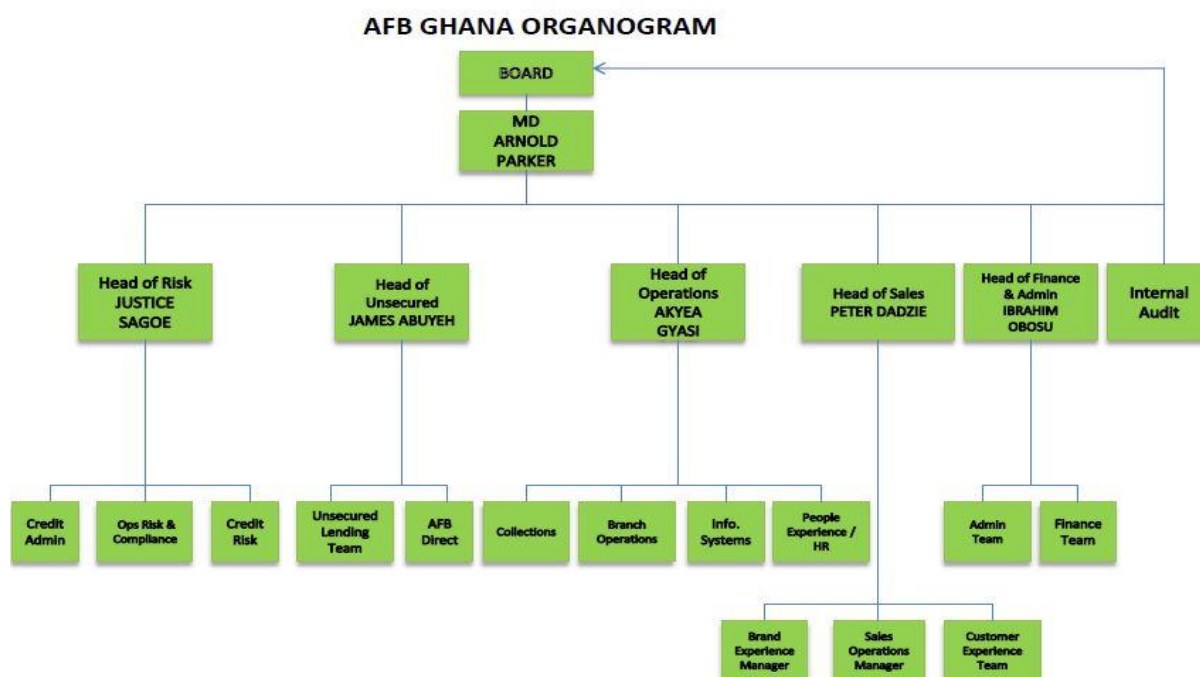 AFB GHANA ORGANOGRAM
BOARD
MD
ARNOLD
PARKER
Head of Risk
JUSTICE
SAGOE
Head of
Unsecured
JAMES ABUYEH
Head of
Operations
AKYEA
GYASI
Head of Sales
PETER DADZIE
Head of Finance
& Admin
IBRAHIM
OBOSU
Internal
Audit
Credit
Admin
Ops Risk &
Compliance
Credit
Risk
Unsecured
Lending
Team
AFB
Direct
Collections
Branch
Operations
Info.
Systems
People
Experience /
HR
Admin
Team
Finance
Team
Brand
Experience
Manager
Sales
Operations
Manager
Customer
Experience
Team